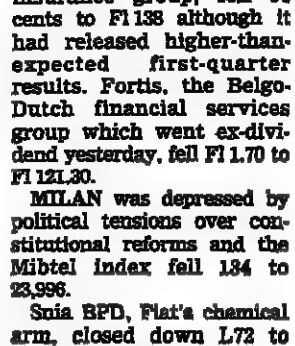 insurance group, fell 50
cents to Fl 138 although it
had released higher-than-
expected first-quarter
results. Fortis, the Belgo-
Dutch financial services
group which went ex-divi-
dend yesterday, fell Fl 1.70 to
Fl 121.30.
MILAN was depressed by
political tensions over con-
stitutional reforms and the
Mibtel index fell 134 to
23,996.
Snia BPD, Fiat's chemical
arm, closed down L72 to